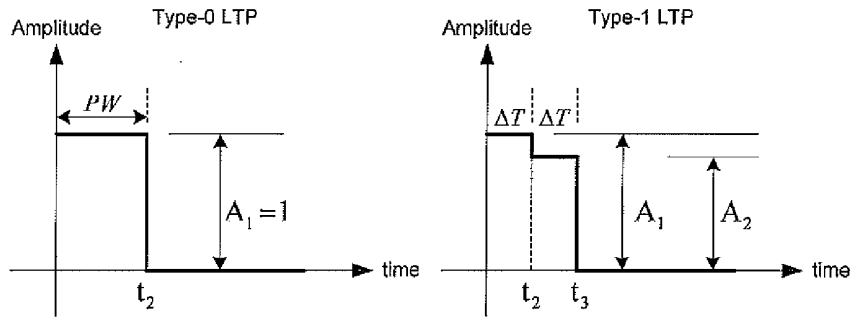 Type-0 LTP
Amplitude
PW
A₁ = 1
time
t₂
Type-1 LTP
Amplitude
ΔT ΔT
A₁
A₂
time
t₂ t₃